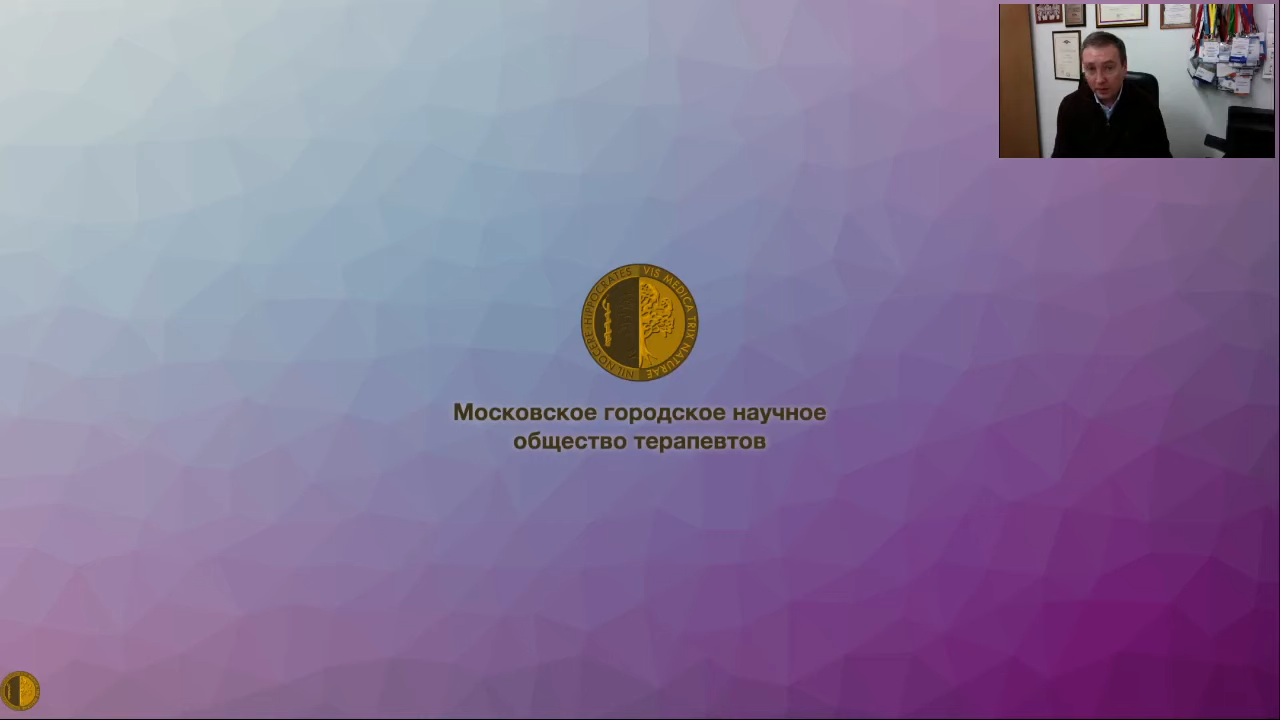 NIL NOCERE·HIPPOCRATES VIS MEDICA TRIX NATURAE
Московское городское научное
общество терапевтов